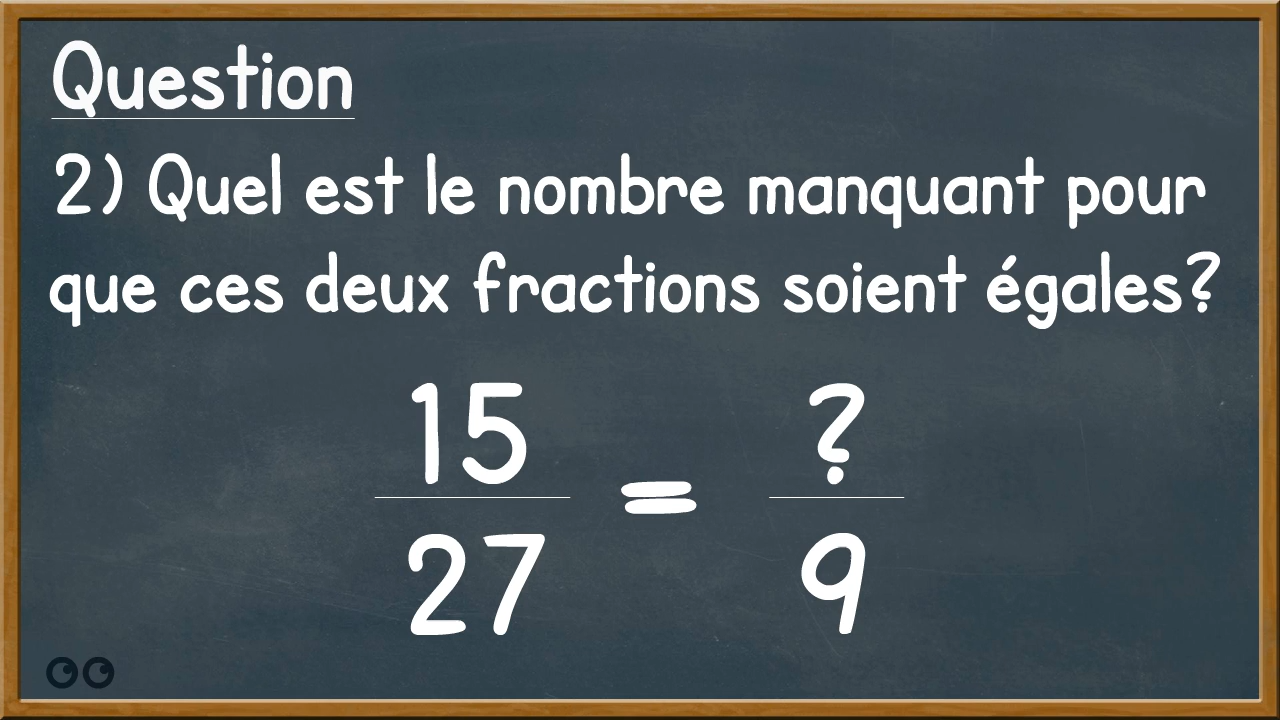 Question
2) Quel est le nombre manquant pour
que ces deux fractions soient égales?
15 = ?
27 9